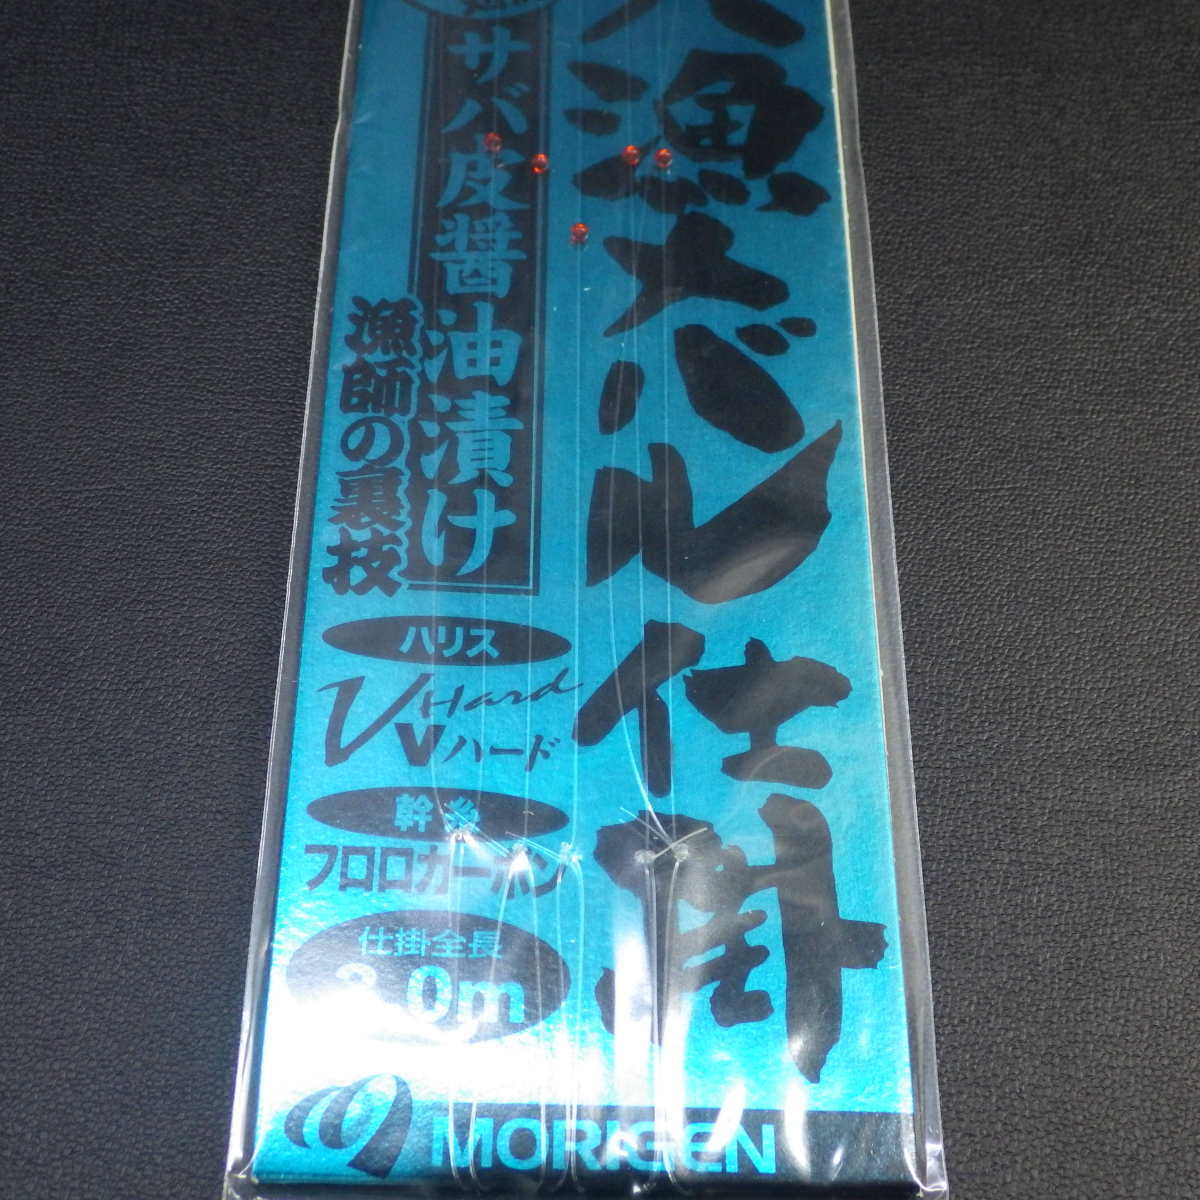 漁メバル仕掛
サバ皮醤油漬け
漁師の裏技
ハリス
V Hard
Vハード
幹糸
フロロカーボン
仕掛全長
3.0m
MORIGEN